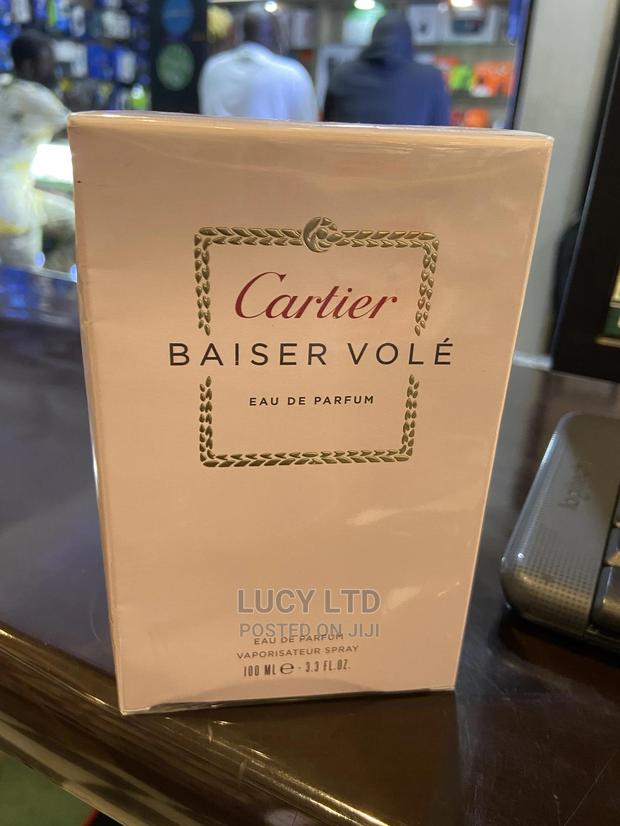 Cartier
BAISER VOLÉ
EAU DE PARFUM
LUCY LTD
POSTED ON JIJI
EAU DE PARFUM
VAPORISATEUR SPRAY
100 ML e - 3.3 FL.OZ.